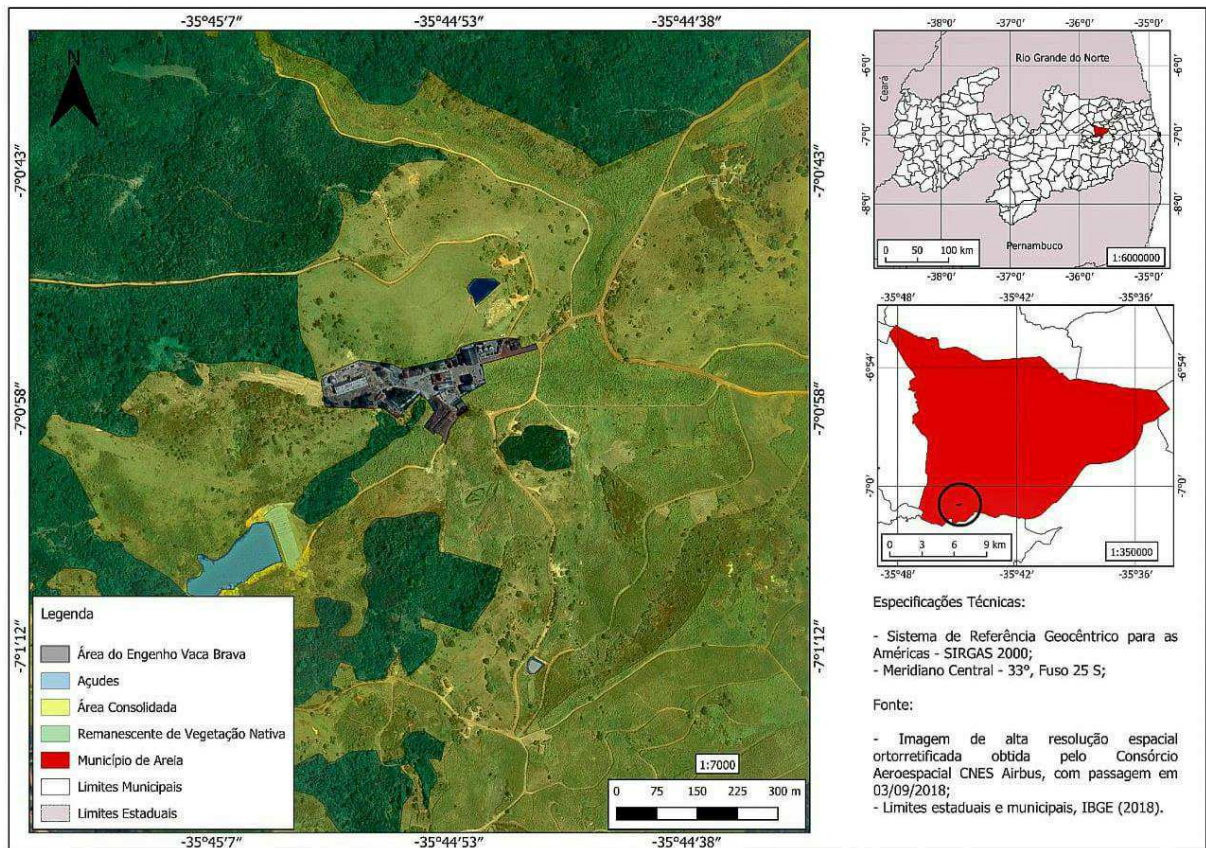 -35°45'7"
-35°44'53"
-35°44'38"
N
-7°0'43"
-7°0'43"
-7°0'58"
-7°0'58"
-7°1'12"
-7°1'12"
Legenda
Área do Engenho Vaca Brava
Açudes
Área Consolidada
Remanescente de Vegetação Nativa
Município de Areia
Limites Municipais
Limites Estaduais
1:7000
0 75 150 225 300 m
-35°45'7"
-35°44'53"
-35°44'38"
-38°0' -37°0' -36°0' -35°0'
Rio Grande do Norte
Ceará
Pernambuco
-6°0'
-6°0'
-7°0'
-7°0'
-8°0'
-8°0'
0 50 100 km
1:6000000
-38°0' -37°0' -36°0' -35°0'
-35°48' -35°42' -35°36'
-6°54'
-6°54'
-7°0'
-7°0'
0 3 6 9 km
1:350000
-35°48' -35°42' -35°36'
Especificações Técnicas:
- Sistema de Referência Geocêntrico para as
Américas - SIRGAS 2000;
- Meridiano Central - 33°, Fuso 25 S;
Fonte:
- Imagem de alta resolução espacial
ortorretificada obtida pelo Consórcio
Aeroespacial CNES Airbus, com passagem em
03/09/2018;
- Limites estaduais e municipais, IBGE (2018).